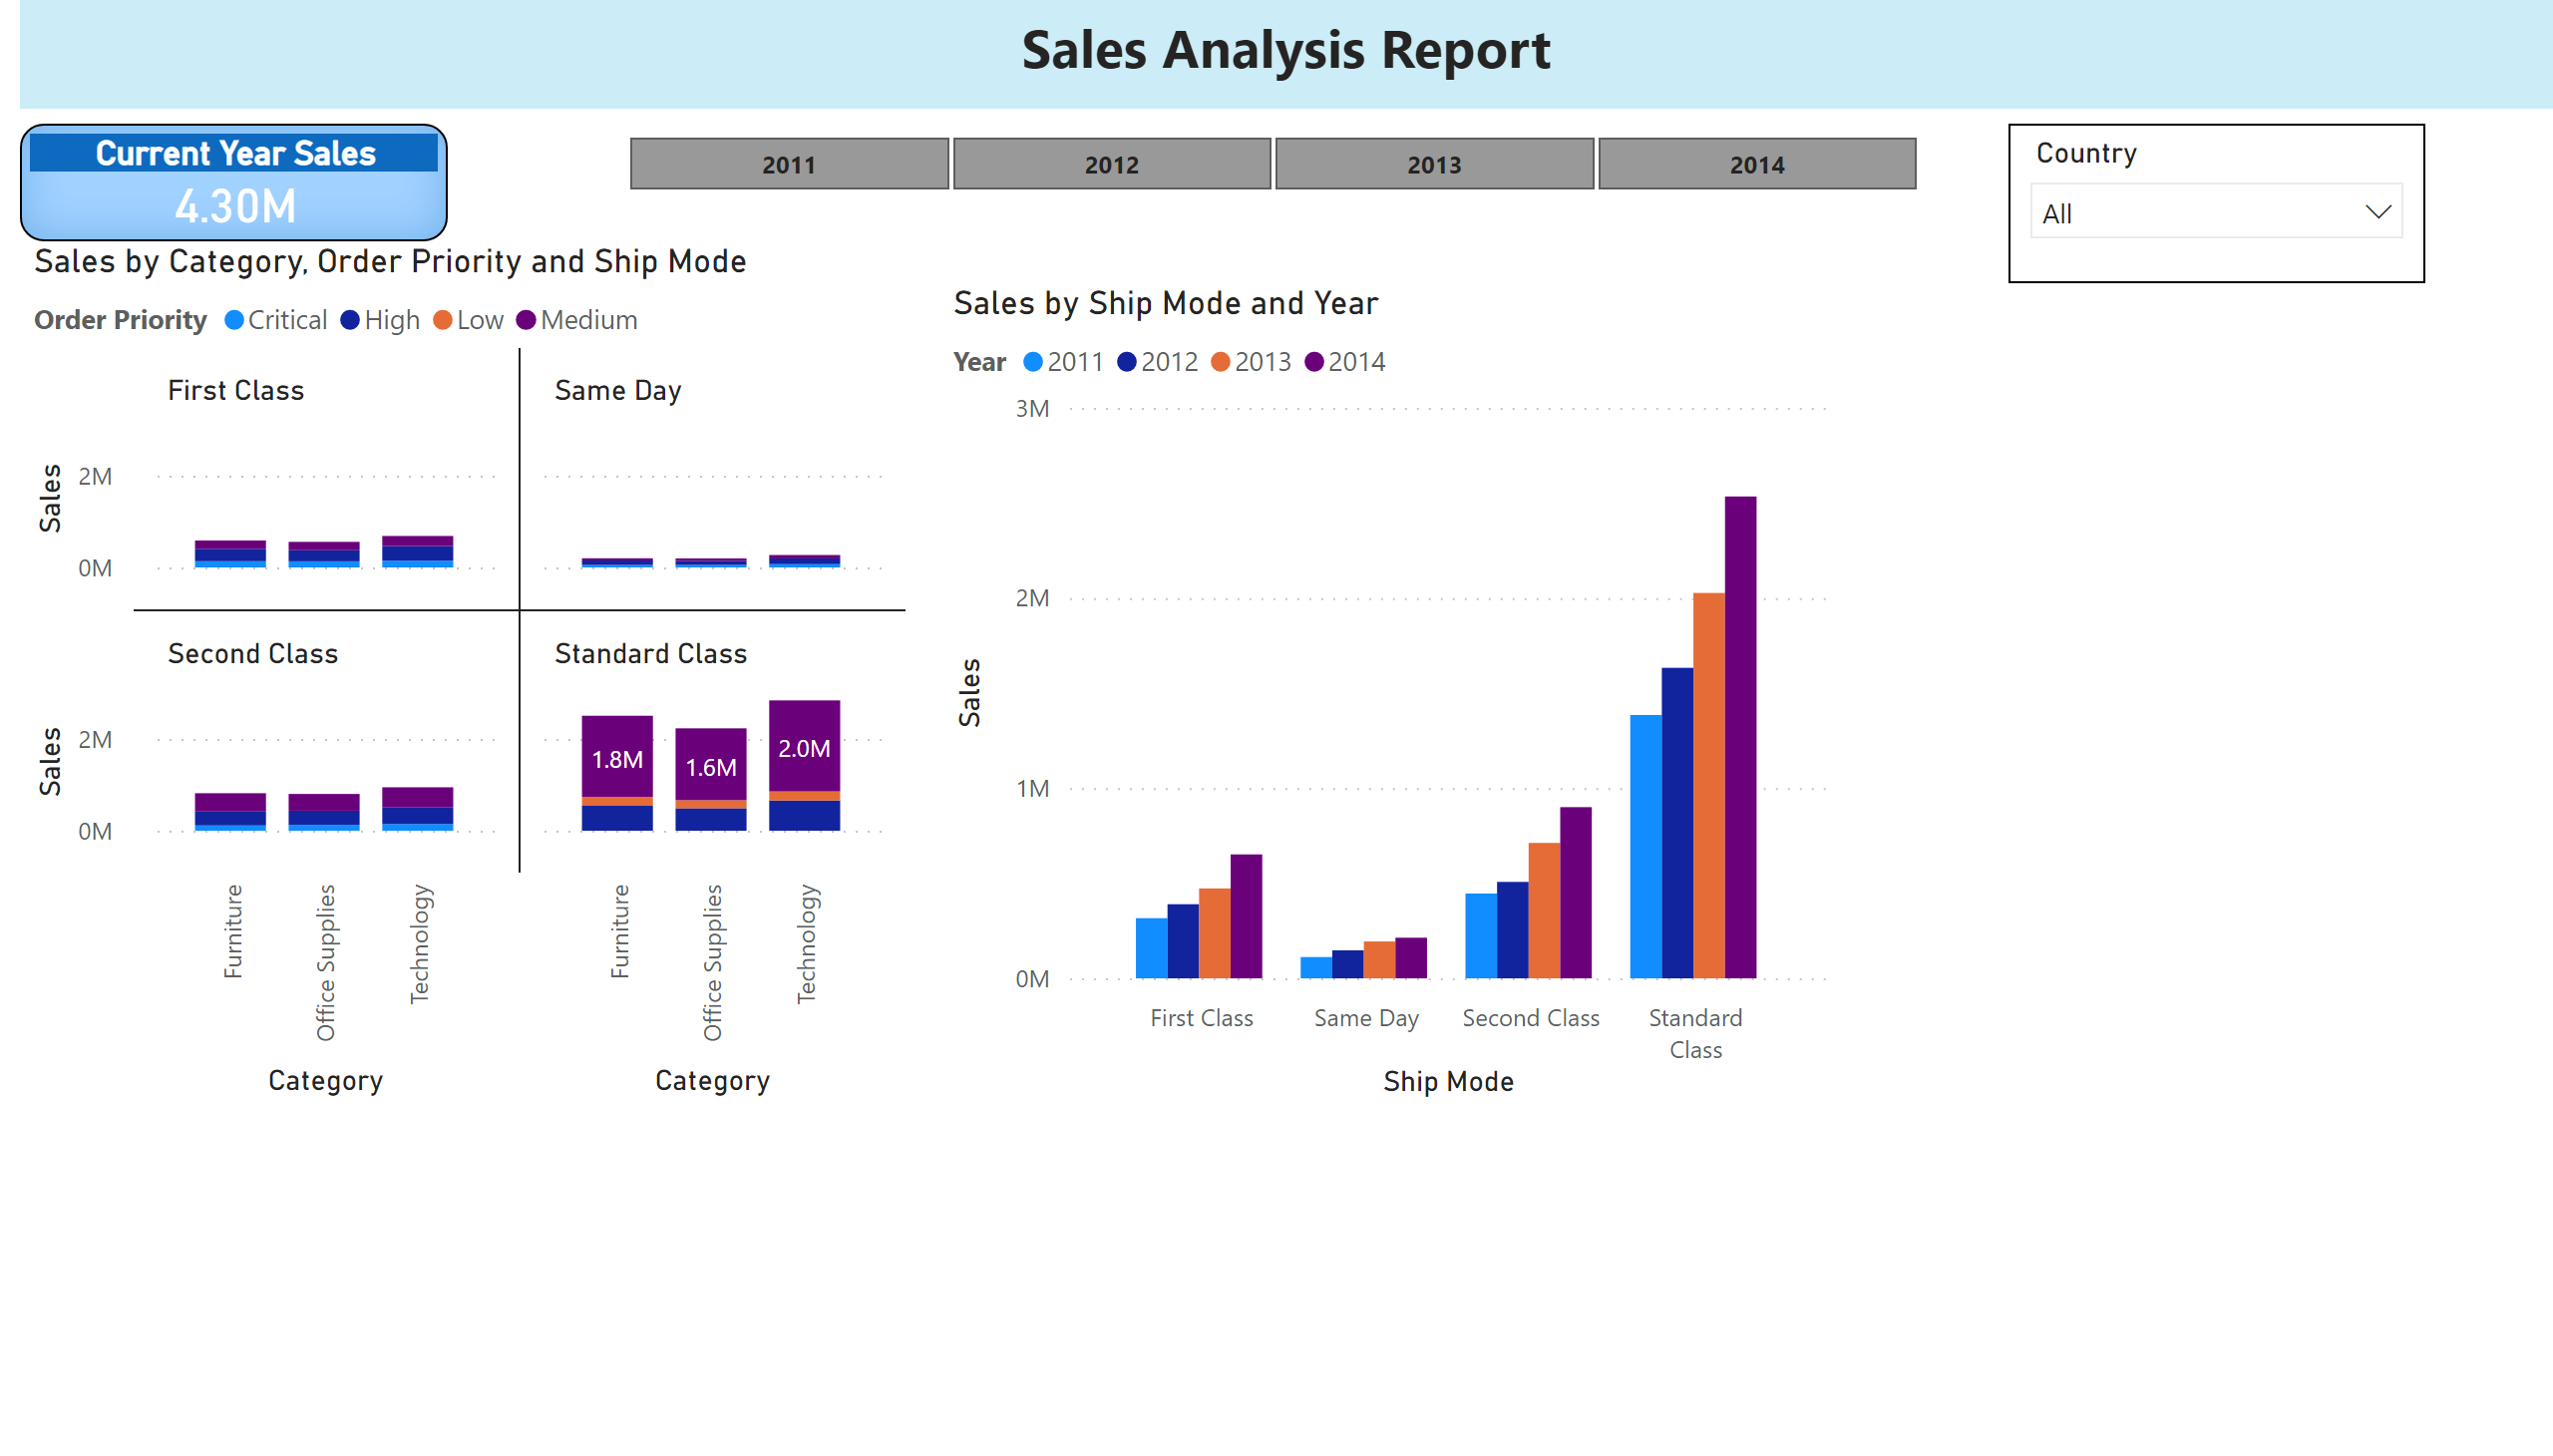 Sales Analysis Report
Current Year Sales
4.30M
2011 2012 2013 2014
Country
All
Sales by Category, Order Priority and Ship Mode
Order Priority Critical High Low Medium
First Class
Same Day
Sales
2M
0M
Second Class
Standard Class
Sales
2M
0M
1.8M
1.6M
2.0M
Furniture
Office Supplies
Technology
Furniture
Office Supplies
Technology
Category
Category
Sales by Ship Mode and Year
Year 2011 2012 2013 2014
Sales
3M
2M
1M
0M
First Class
Same Day
Second Class
Standard
Class
Ship Mode